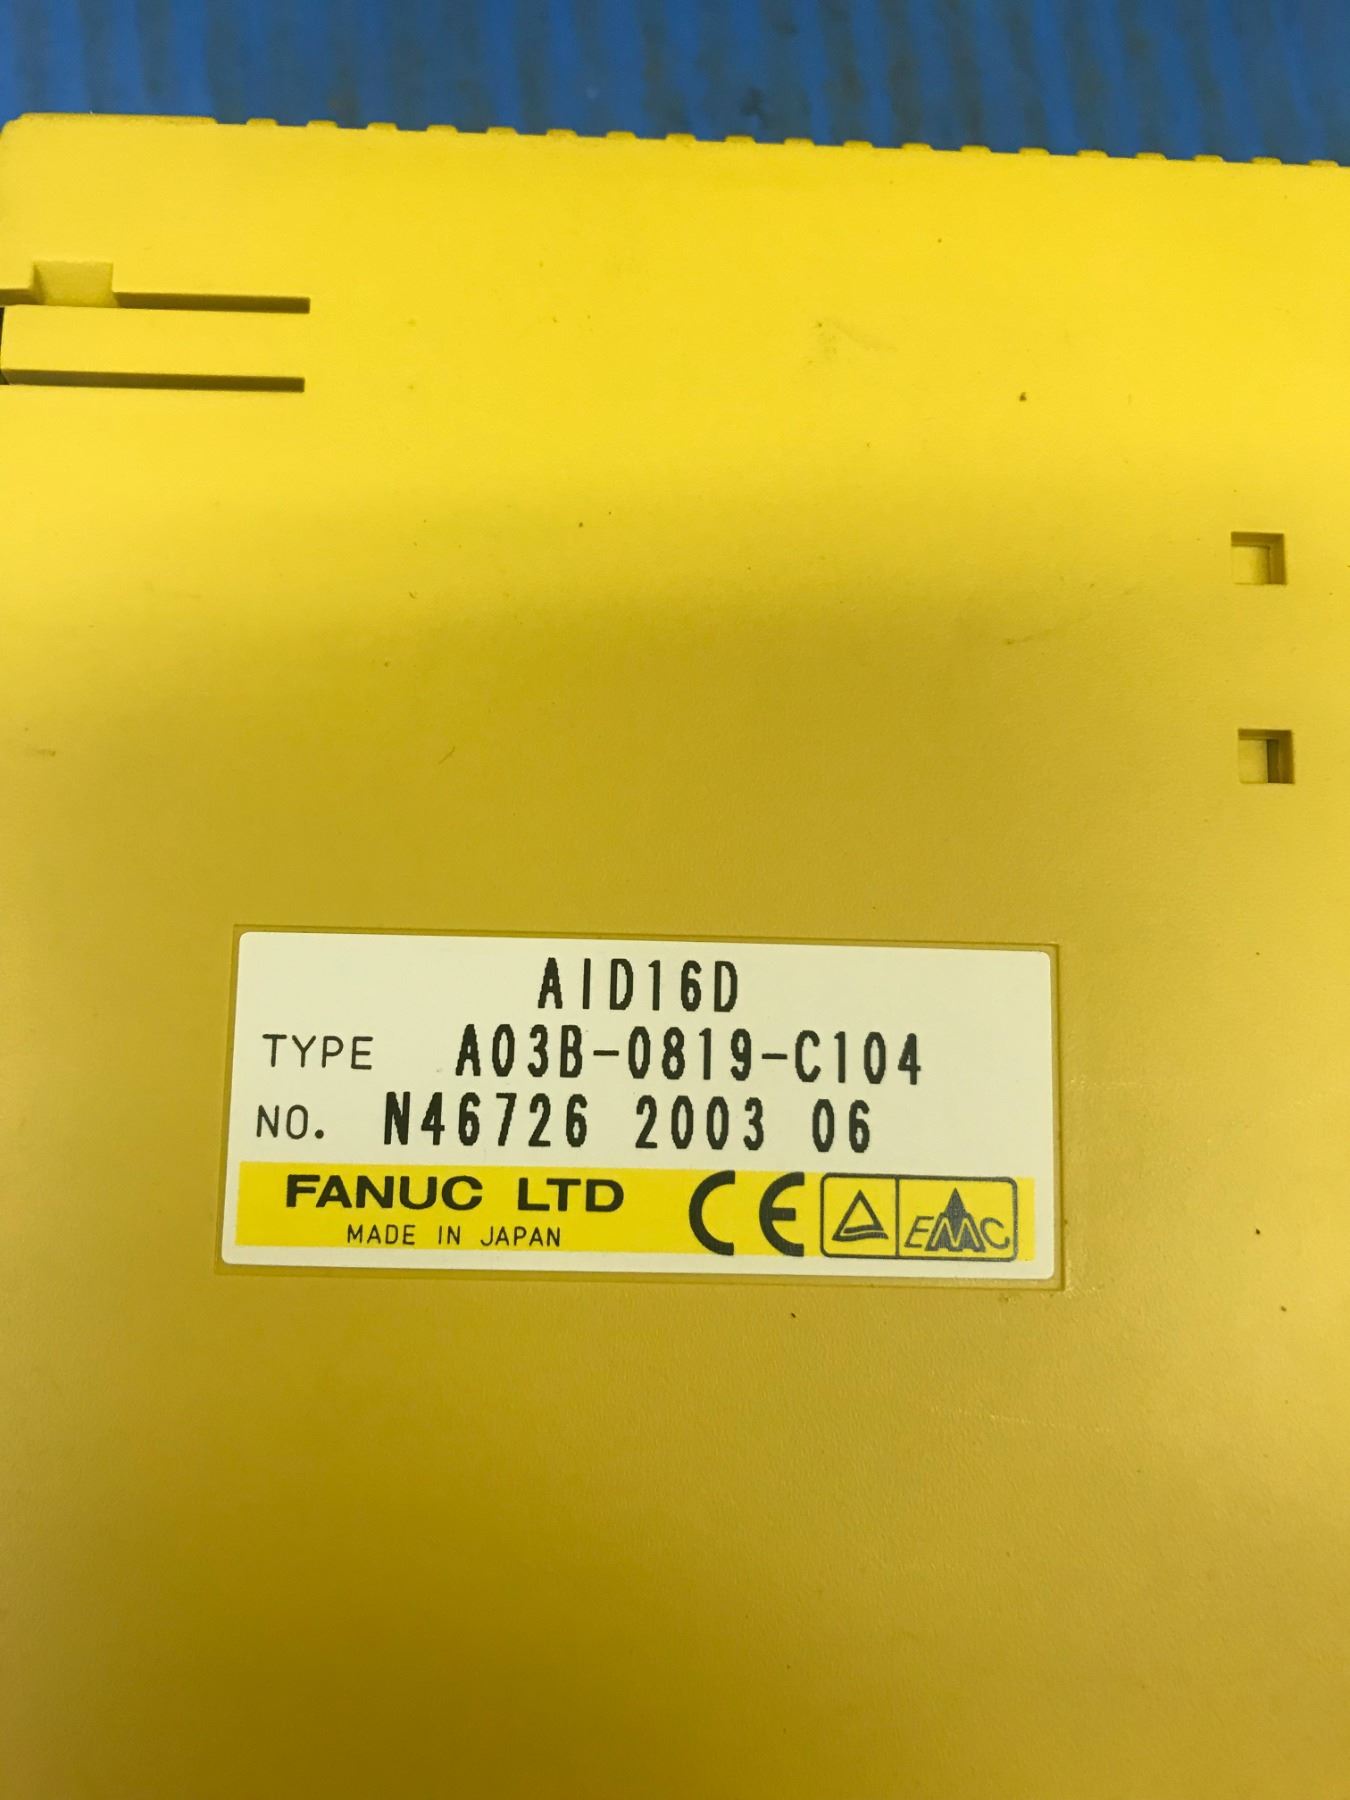 AID16D
TYPE A03B-0819-C104
NO. N46726 2003 06
FANUC LTD CE EMC
MADE IN JAPAN